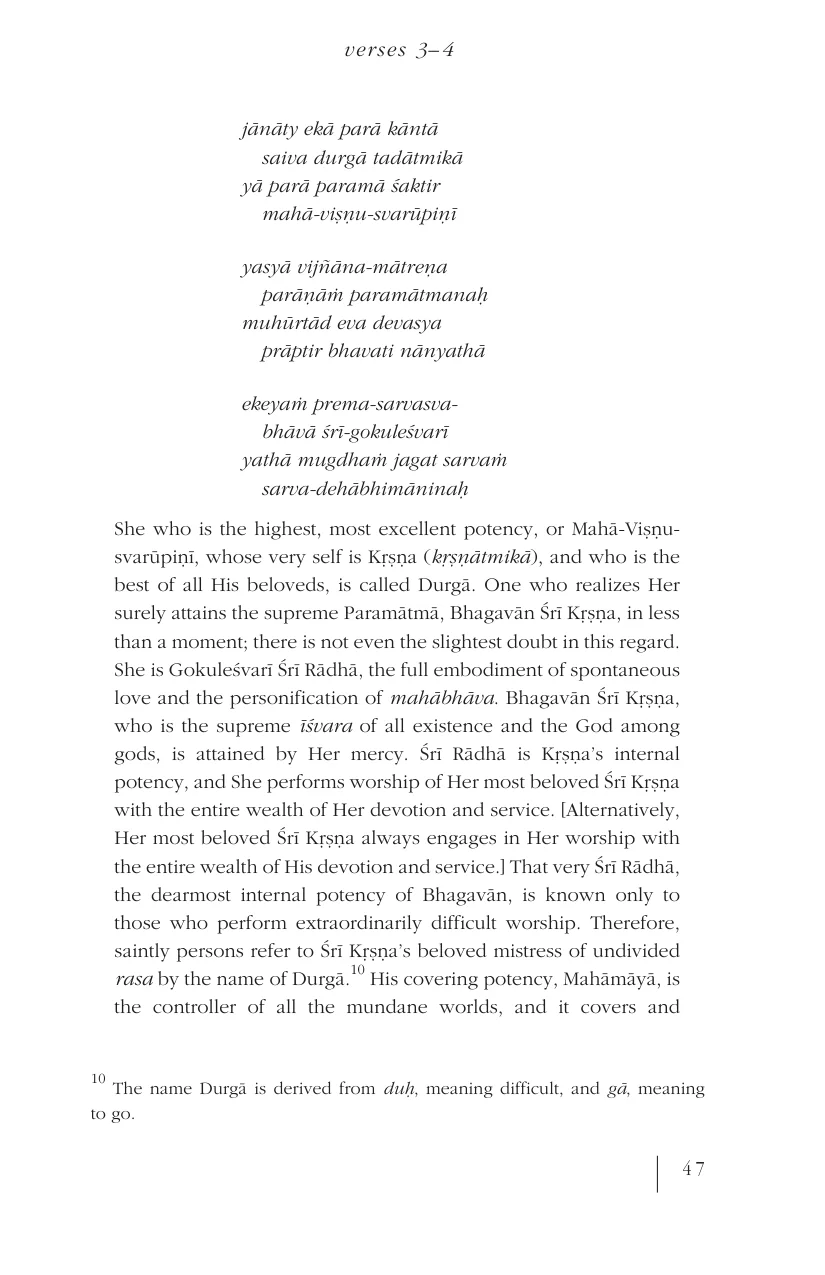 verses 3–4
jānāty ekā parā kāntā
saiva durgā tadātmikā
yā parā paramā śaktir
mahā-viṣṇu-svarūpiṇī
yasyā vijñāna-mātreṇa
parāṇāṁ paramātmanaḥ
muhūrtād eva devasya
prāptir bhavati nānyathā
ekeyaṁ prema-sarvasva-
bhāvā śrī-gokuleśvarī
yathā mugdhaṁ jagat sarvaṁ
sarva-dehābhimāninaḥ
She who is the highest, most excellent potency, or Mahā-Viṣṇu-
svarūpiṇī, whose very self is Kṛṣṇa (kṛṣṇātmikā), and who is the
best of all His beloveds, is called Durgā. One who realizes Her
surely attains the supreme Paramātmā, Bhagavān Śrī Kṛṣṇa, in less
than a moment; there is not even the slightest doubt in this regard.
She is Gokuleśvarī Śrī Rādhā, the full embodiment of spontaneous
love and the personification of mahābhāva. Bhagavān Śrī Kṛṣṇa,
who is the supreme īśvara of all existence and the God among
gods, is attained by Her mercy. Śrī Rādhā is Kṛṣṇa’s internal
potency, and She performs worship of Her most beloved Śrī Kṛṣṇa
with the entire wealth of Her devotion and service. [Alternatively,
Her most beloved Śrī Kṛṣṇa always engages in Her worship with
the entire wealth of His devotion and service.] That very Śrī Rādhā,
the dearmost internal potency of Bhagavān, is known only to
those who perform extraordinarily difficult worship. Therefore,
saintly persons refer to Śrī Kṛṣṇa’s beloved mistress of undivided
rasa by the name of Durgā.10 His covering potency, Mahāmāyā, is
the controller of all the mundane worlds, and it covers and
10 The name Durgā is derived from duḥ, meaning difficult, and gā, meaning
to go.
47